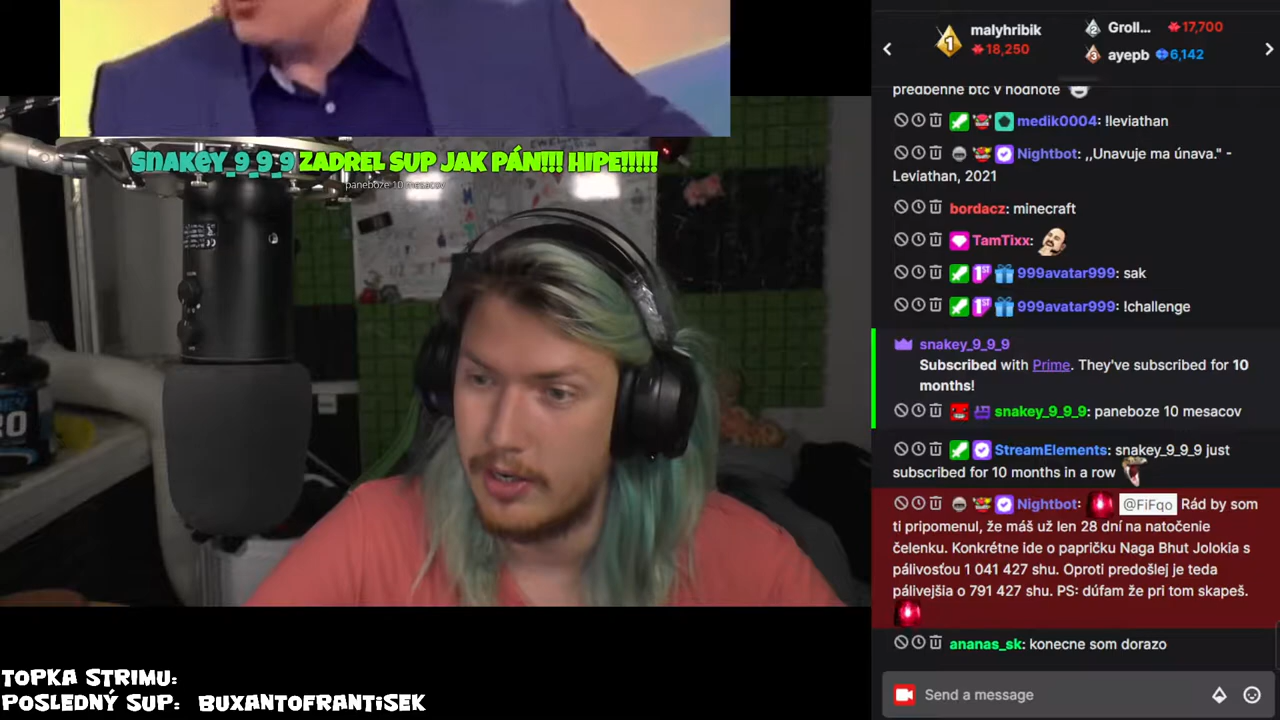 malyhribik
18,250
Groll... 17,700
ayepb 6,142
predbenne btc v hodnote
medik0004: !leviathan
Nightbot: ,,Unavuje ma únava." -
Leviathan, 2021
bordacz: minecraft
TamTixx:
999avatar999: sak
999avatar999: !challenge
snakey_9_9_9
Subscribed with Prime. They've subscribed for 10
months!
snakey_9_9_9: paneboze 10 mesacov
StreamElements: snakey_9_9_9 just
subscribed for 10 months in a row
Nightbot: @FiFqo Rád by som
ti pripomenul, že máš už len 28 dní na natočenie
čelenku. Konkrétne ide o papričku Naga Bhut Jolokia s
pálivosťou 1 041 427 shu. Oproti predošlej je teda
pálivejšia o 791 427 shu. PS: dúfam že pri tom skapeš.
ananas_sk: konecne som dorazo
Send a message
SNAKEY_9_9_9 ZADREL SUP JAK PÁN!!! HIPE!!!!!
paneboze 10 mesacov
TOPKA STRIMU:
POSLEDNÝ SUP: BUXANTOFRANTISEK